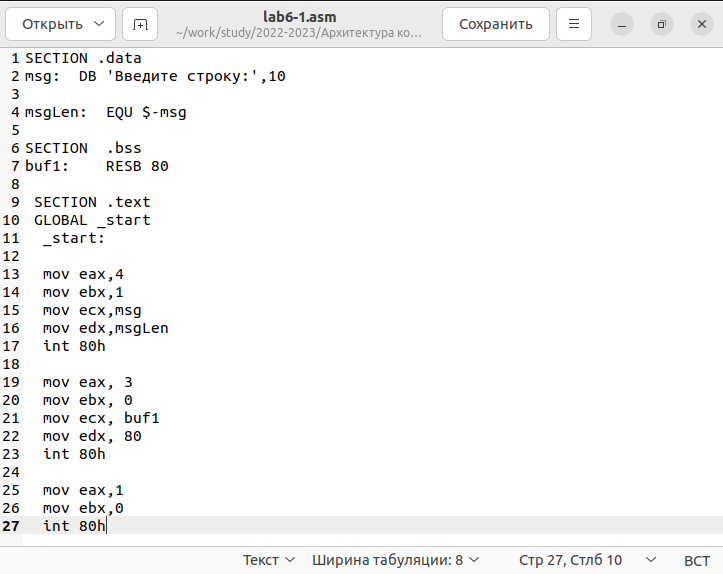 Открыть lab6-1.asm Сохранить
~/work/study/2022-2023/Архитектура ко...
1 SECTION .data
2 msg:  DB 'Введите строку:',10
3
4 msgLen:  EQU $-msg
5
6 SECTION  .bss
7 buf1:    RESB 80
8
9  SECTION .text
10  GLOBAL _start
11   _start:
12
13   mov eax,4
14   mov ebx,1
15   mov ecx,msg
16   mov edx,msgLen
17   int 80h
18
19   mov eax, 3
20   mov ebx, 0
21   mov ecx, buf1
22   mov edx, 80
23   int 80h
24
25   mov eax,1
26   mov ebx,0
27   int 80h
Текст Ширина табуляции: 8 Стр 27, Стлб 10 ВСТ